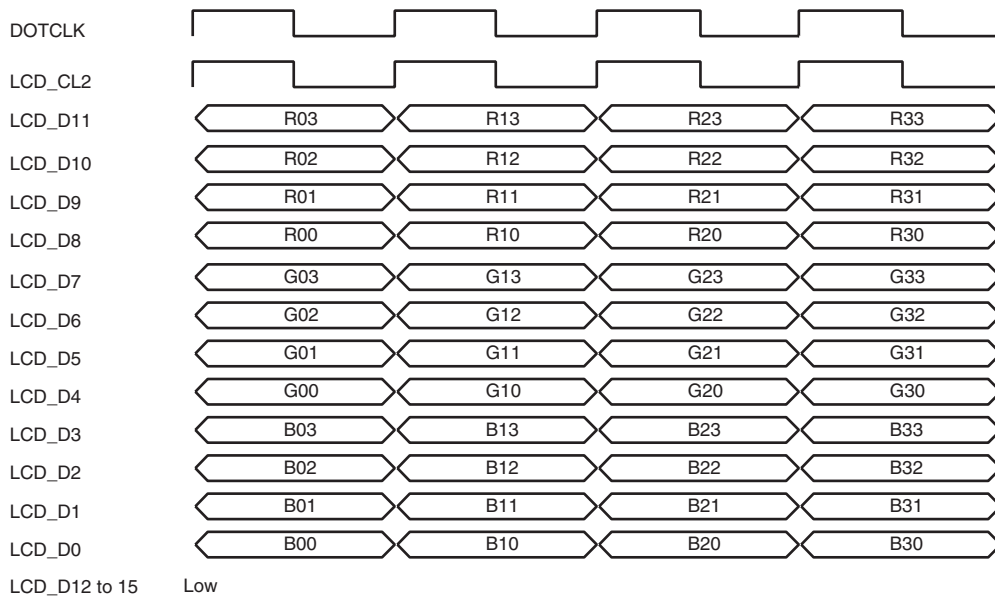 DOTCLK
LCD_CL2
LCD_D11 R03 R13 R23 R33
LCD_D10 R02 R12 R22 R32
LCD_D9 R01 R11 R21 R31
LCD_D8 R00 R10 R20 R30
LCD_D7 G03 G13 G23 G33
LCD_D6 G02 G12 G22 G32
LCD_D5 G01 G11 G21 G31
LCD_D4 G00 G10 G20 G30
LCD_D3 B03 B13 B23 B33
LCD_D2 B02 B12 B22 B32
LCD_D1 B01 B11 B21 B31
LCD_D0 B00 B10 B20 B30
LCD_D12 to 15 Low